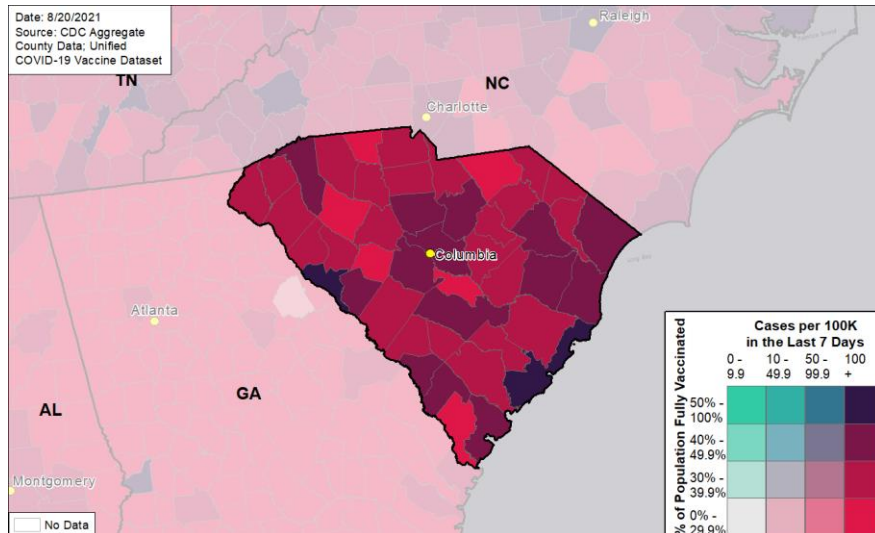 Date: 8/20/2021
Source: CDC Aggregate
County Data; Unified
COVID-19 Vaccine Dataset
Raleigh
TN
NC
Charlotte
Columbia
Atlanta
GA
AL
Montgomery
No Data
% of Population Fully Vaccinated
Cases per 100K
in the Last 7 Days
0 -
9.9
10 -
49.9
50 -
99.9
100
+
50% -
100%
40% -
49.9%
30% -
39.9%
0% -
29.9%